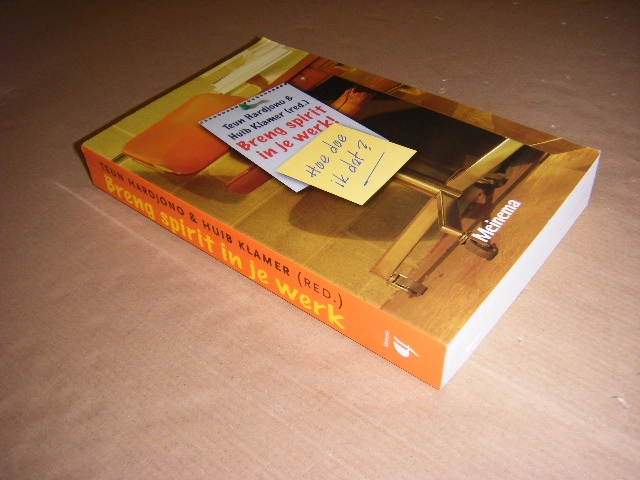 Teun Hardjono &
Huib Klamer (red.)
Breng spirit
in je werk!
Hoe doe
ik dat?
Meinema
TEUN HARDJONO & HUIB KLAMER (RED.)
Breng spirit in je werk